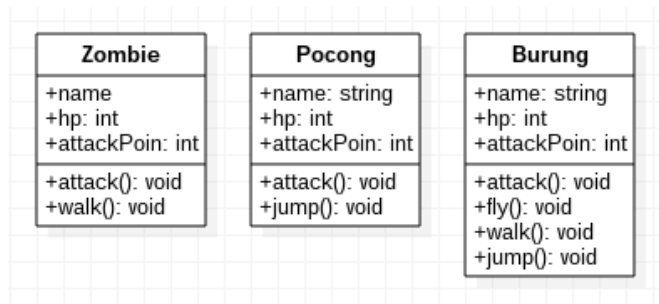 Zombie
+name
+hp: int
+attackPoin: int
+attack(): void
+walk(): void
Pocong
+name: string
+hp: int
+attackPoin: int
+attack(): void
+jump(): void
Burung
+name: string
+hp: int
+attackPoin: int
+attack(): void
+fly(): void
+walk(): void
+jump(): void